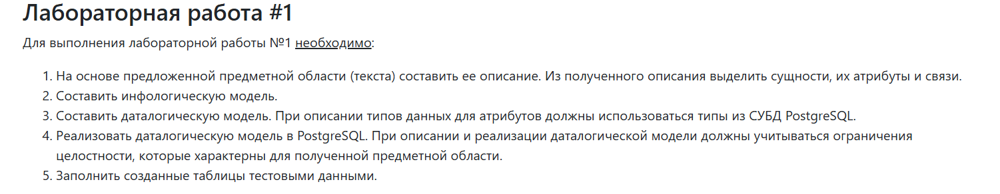 Лабораторная работа #1
Для выполнения лабораторной работы №1 необходимо:
1. На основе предложенной предметной области (текста) составить ее описание. Из полученного описания выделить сущности, их атрибуты и связи.
2. Составить инфологическую модель.
3. Составить даталогическую модель. При описании типов данных для атрибутов должны использоваться типы из СУБД PostgreSQL.
4. Реализовать даталогическую модель в PostgreSQL. При описании и реализации даталогической модели должны учитываться ограничения
целостности, которые характерны для полученной предметной области.
5. Заполнить созданные таблицы тестовыми данными.